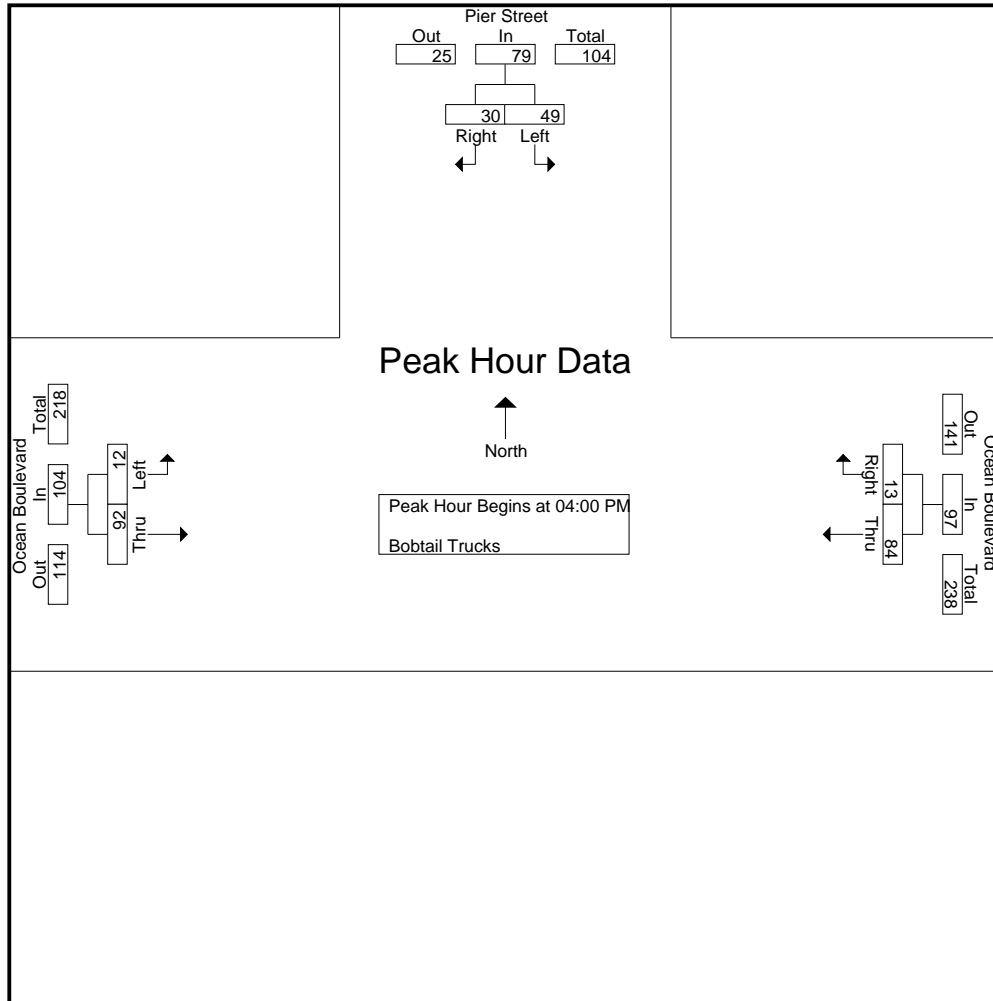 Pier Street
Out In Total
25 79 104
30 49
Right Left
Peak Hour Data
North
Peak Hour Begins at 04:00 PM
Bobtail Trucks
Ocean Boulevard
Out In Total
114 104 218
92 12
Thru Left
Ocean Boulevard
Out In Total
141 97 238
13 84
Right Thru